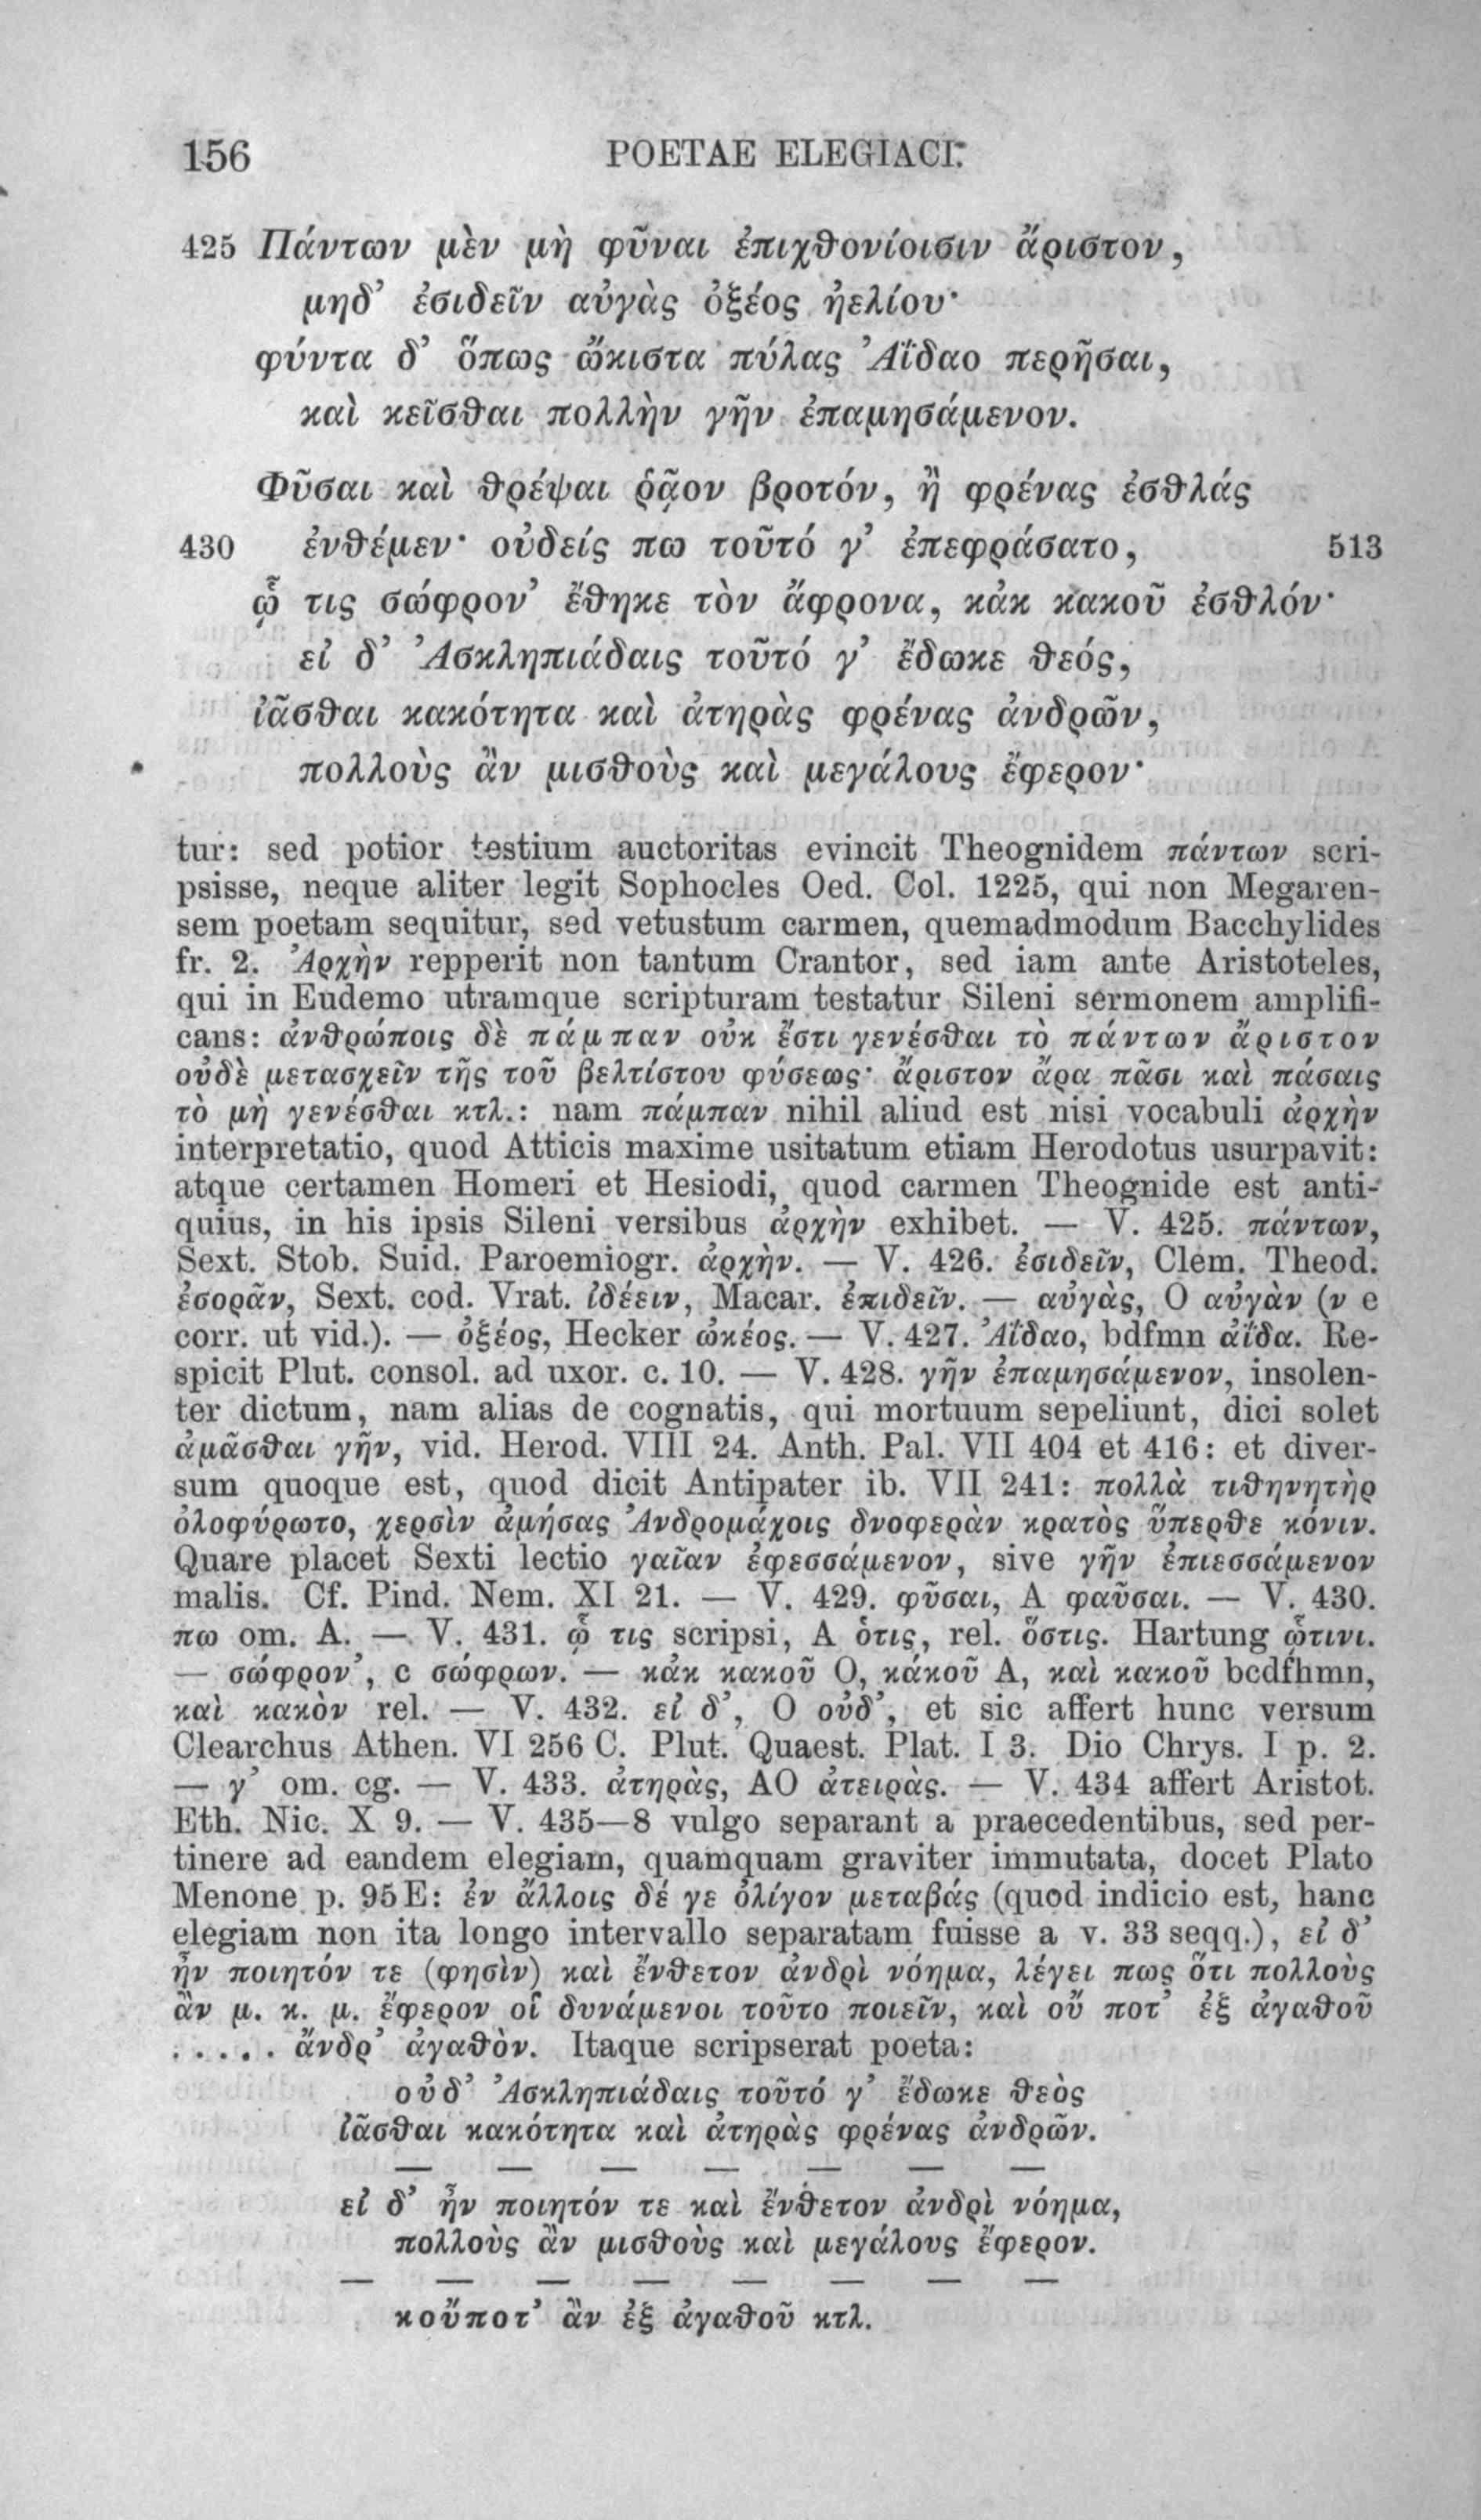 156 POETAE ELEGIACI.
425 Πάντων μὲν μὴ φῦναι ἐπιχθονίοισιν ἄριστον,
μηδ’ ἐσιδεῖν αὐγὰς ὀξέος ἠελίου·
φύντα δ’ ὅπως ὤκιστα πύλας Ἀΐδαο περῆσαι,
καὶ κεῖσθαι πολλὴν γῆν ἐπαμησάμενον.
Φῦσαι καὶ θρέψαι ῥᾷον βροτόν, ἢ φρένας ἐσθλάς
430 ἐνθέμεν· οὐδείς πω τοῦτό γ’ ἐπεφράσατο, 513
ᾧ τις σώφρον’ ἔθηκε τὸν ἄφρονα, κἀκ κακοῦ ἐσθλόν·
εἰ δ’ Ἀσκληπιάδαις τοῦτό γ’ ἔδωκε θεός,
ἰᾶσθαι κακότητα καὶ ἀτηρὰς φρένας ἀνδρῶν,
πολλοὺς ἂν μισθοὺς καὶ μεγάλους ἔφερον·
tur: sed potior testium auctoritas evincit Theognidem πάντων scri-
psisse, neque aliter legit Sophocles Oed. Col. 1225, qui non Megaren-
sem poetam sequitur, sed vetustum carmen, quemadmodum Bacchylides
fr. 2. Ἀρχὴν repperit non tantum Crantor, sed iam ante Aristoteles,
qui in Eudemo utramque scripturam testatur Sileni sermonem amplifi-
cans: ἀνθρώποις δὲ πάμπαν οὐκ ἔστι γενέσθαι τὸ πάντων ἄριστον
οὐδὲ μετασχεῖν τῆς τοῦ βελτίστου φύσεως· ἄριστον ἄρα πᾶσι καὶ πάσαις
τὸ μὴ γενέσθαι κτλ.: nam πάμπαν nihil aliud est nisi vocabuli ἀρχὴν
interpretatio, quod Atticis maxime usitatum etiam Herodotus usurpavit:
atque certamen Homeri et Hesiodi, quod carmen Theognide est anti-
quius, in his ipsis Sileni versibus ἀρχὴν exhibet. — V. 425. πάντων,
Sext. Stob. Suid. Paroemiogr. ἀρχὴν. — V. 426. ἐσιδεῖν, Clem. Theod.
ἐσορᾶν, Sext. cod. Vrat. ἰδέειν, Macar. ἐπιδεῖν. — αὐγὰς, O αὐγὰν (ν e
corr. ut vid.). — ὀξέος, Hecker ὠκέος. — V. 427. Ἀΐδαο, bdfmn ἀΐδα. Re-
spicit Plut. consol. ad uxor. c. 10. — V. 428. γῆν ἐπαμησάμενον, insolen-
ter dictum, nam alias de cognatis, qui mortuum sepeliunt, dici solet
ἀμᾶσθαι γῆν, vid. Herod. VIII 24. Anth. Pal. VII 404 et 416: et diver-
sum quoque est, quod dicit Antipater ib. VII 241: πολλὰ τιθηνητὴρ
ὀλοφύρωτο, χερσὶν ἀμήσας Ἀνδρομάχοις δνοφερὰν κρατὸς ὕπερθε κόνιν.
Quare placet Sexti lectio γαῖαν ἐφεσσάμενον, sive γῆν ἐπιεσσάμενον
malis. Cf. Pind. Nem. XI 21. — V. 429. φῦσαι, A φαῦσαι. — V. 430.
πω om. A. — V. 431. ᾧ τις scripsi, A ὁτις, rel. ὅστις. Hartung ᾧτινι.
— σώφρον’, c σώφρων. — κἀκ κακοῦ O, κάκοῦ A, καὶ κακοῦ bcdfhmn,
καὶ κακὸν rel. — V. 432. εἰ δ’, O οὐδ’, et sic affert hunc versum
Clearchus Athen. VI 256 C. Plut. Quaest. Plat. I 3. Dio Chrys. I p. 2.
— γ’ om. cg. — V. 433. ἀτηρὰς, AO ἀτειρὰς. — V. 434 affert Aristot.
Eth. Nic. X 9. — V. 435—8 vulgo separant a praecedentibus, sed per-
tinere ad eandem elegiam, quamquam graviter immutata, docet Plato
Menone p. 95 E: ἐν ἄλλοις δέ γε ὀλίγον μεταβάς (quod indicio est, hanc
elegiam non ita longo intervallo separatam fuisse a v. 33 seqq.), εἰ δ’
ἦν ποιητόν τε (φησὶν) καὶ ἔνθετον ἀνδρὶ νόημα, λέγει πως ὅτι πολλοὺς
ἂν μ. κ. μ. ἔφερον οἱ δυνάμενοι τοῦτο ποιεῖν, καὶ οὔ ποτ’ ἐξ ἀγαθοῦ
. . . . . ἄνδρ’ ἀγαθὸν. Itaque scripserat poeta:
οὐδ’ Ἀσκληπιάδαις τοῦτό γ’ ἔδωκε θεὸς
ἰᾶσθαι κακότητα καὶ ἀτηρὰς φρένας ἀνδρῶν.
— — — — — — —
εἰ δ’ ἦν ποιητόν τε καὶ ἔνθετον ἀνδρὶ νόημα,
πολλοὺς ἂν μισθοὺς καὶ μεγάλους ἔφερον.
— — — — — — — —
κοὔποτ’ ἂν ἐξ ἀγαθοῦ κτλ.